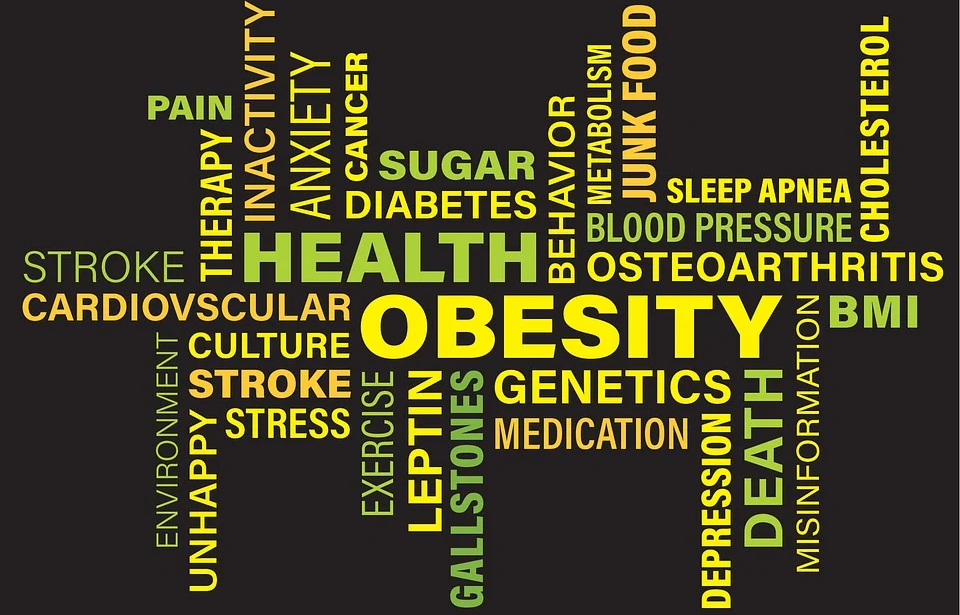 PAIN
THERAPY
INACTIVITY
ANXIETY
CANCER
SUGAR
DIABETES
HEALTH
BEHAVIOR
METABOLISM
JUNK FOOD
SLEEP APNEA
CHOLESTEROL
BLOOD PRESSURE
OSTEOARTHRITIS
STROKE
CARDIOVSCULAR
OBESITY
BMI
CULTURE
STROKE
STRESS
ENVIRONMENT
UNHAPPY
EXERCISE
LEPTIN
GALLSTONES
GENETICS
MEDICATION
DEPRESSION
DEATH
MISINFORMATION